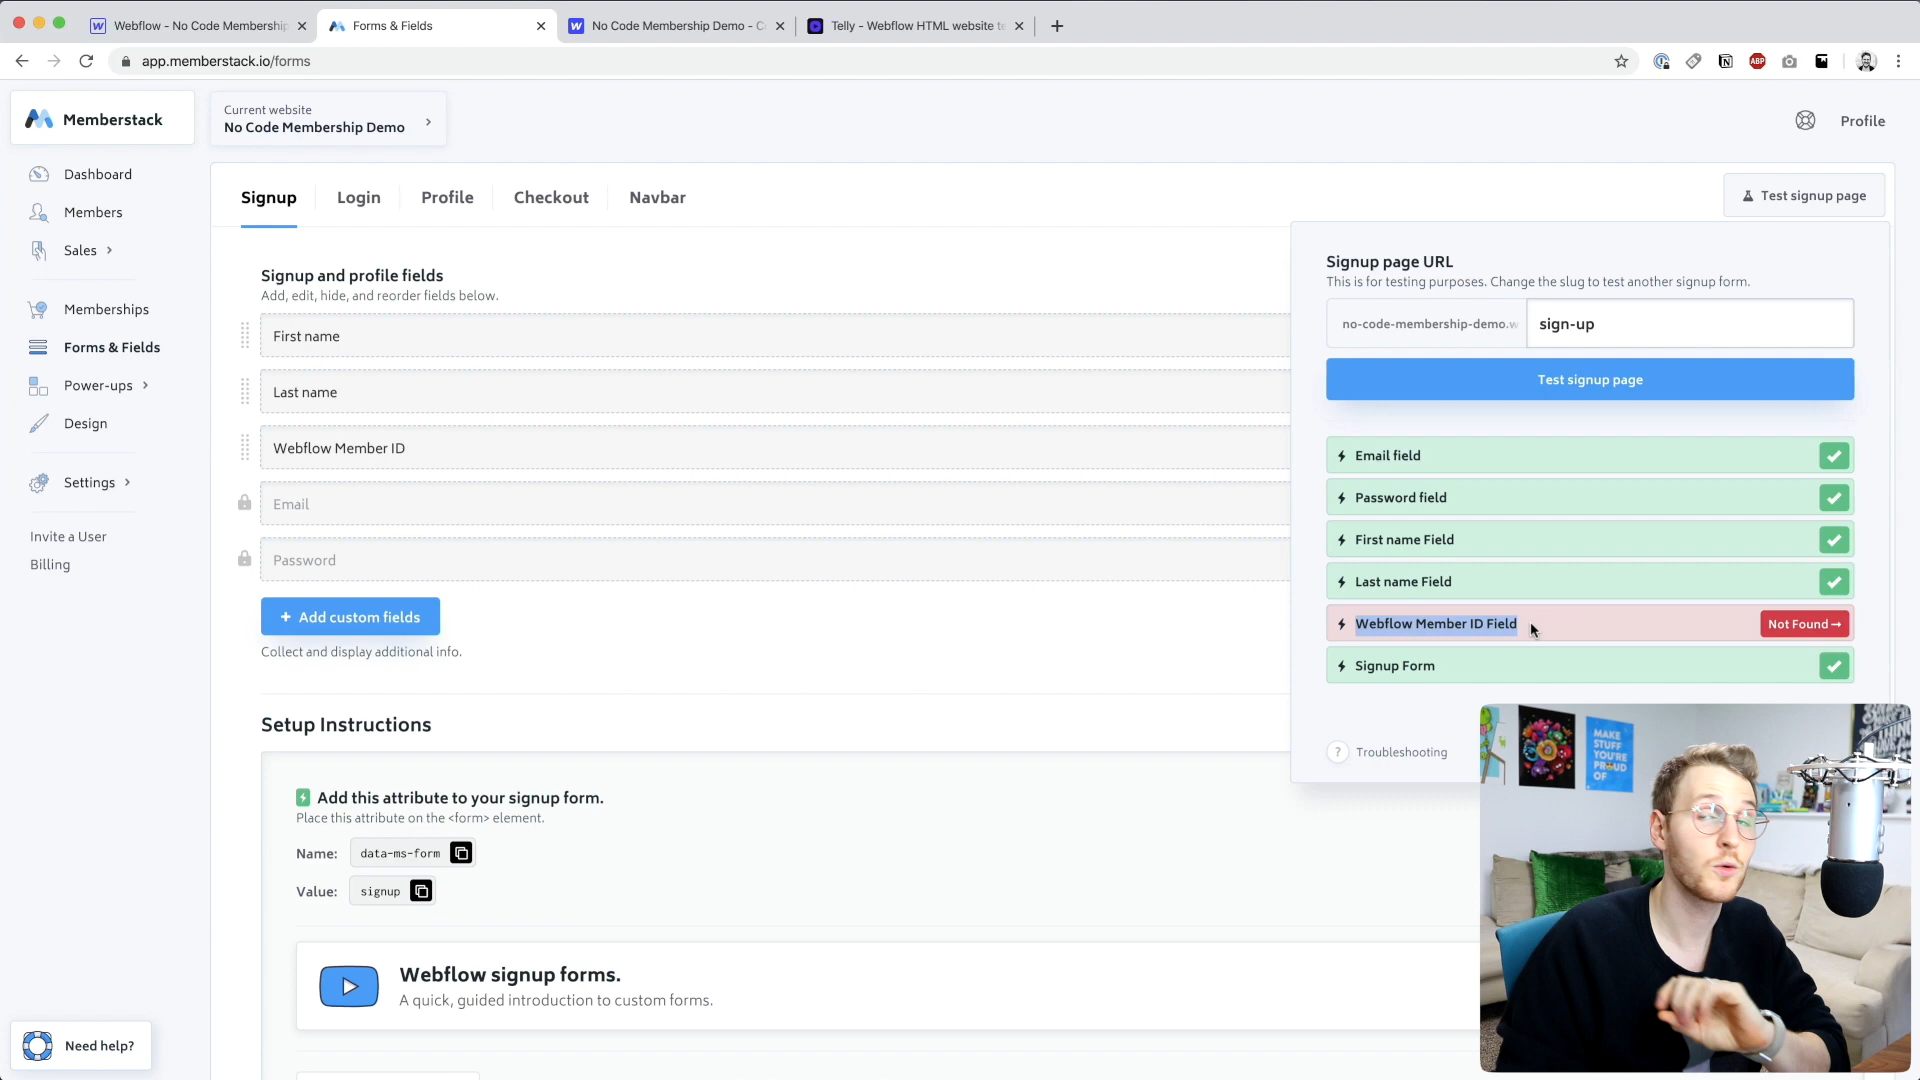 Webflow - No Code Membership
Forms & Fields
No Code Membership Demo - C
Telly - Webflow HTML website te
app.memberstack.io/forms
ABP
Memberstack
Current website
No Code Membership Demo
Profile
Dashboard
Members
Sales
Memberships
Forms & Fields
Power-ups
Design
Settings
Invite a User
Billing
Need help?
Signup
Login
Profile
Checkout
Navbar
Test signup page
Signup and profile fields
Add, edit, hide, and reorder fields below.
First name
Last name
Webflow Member ID
Email
Password
+ Add custom fields
Collect and display additional info.
Setup Instructions
Add this attribute to your signup form.
Place this attribute on the <form> element.
Name: data-ms-form
Value: signup
Webflow signup forms.
A quick, guided introduction to custom forms.
Signup page URL
This is for testing purposes. Change the slug to test another signup form.
no-code-membership-demo.w
sign-up
Test signup page
Email field
Password field
First name Field
Last name Field
Webflow Member ID Field
Not Found→
Signup Form
? Troubleshooting
MAKE
STUFF
YOU'RE
PROUD
OF